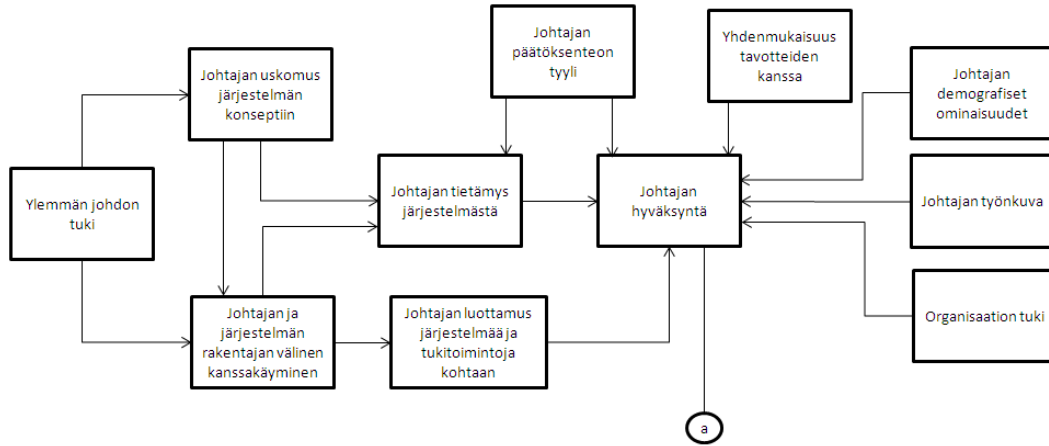 Johtajan
päätöksenteon
tyyli
Yhdenmukaisuus
tavotteiden
kanssa
Johtajan uskomus
järjestelmän
konseptiin
Johtajan
demografiset
ominaisuudet
Ylemmän johdon
tuki
Johtajan tietämys
järjestelmästä
Johtajan
hyväksyntä
Johtajan työnkuva
Johtajan ja
järjestelmän
rakentajan välinen
kanssakäyminen
Johtajan luottamus
järjestelmää ja
tukitoimintoja
kohtaan
Organisaation tuki
a